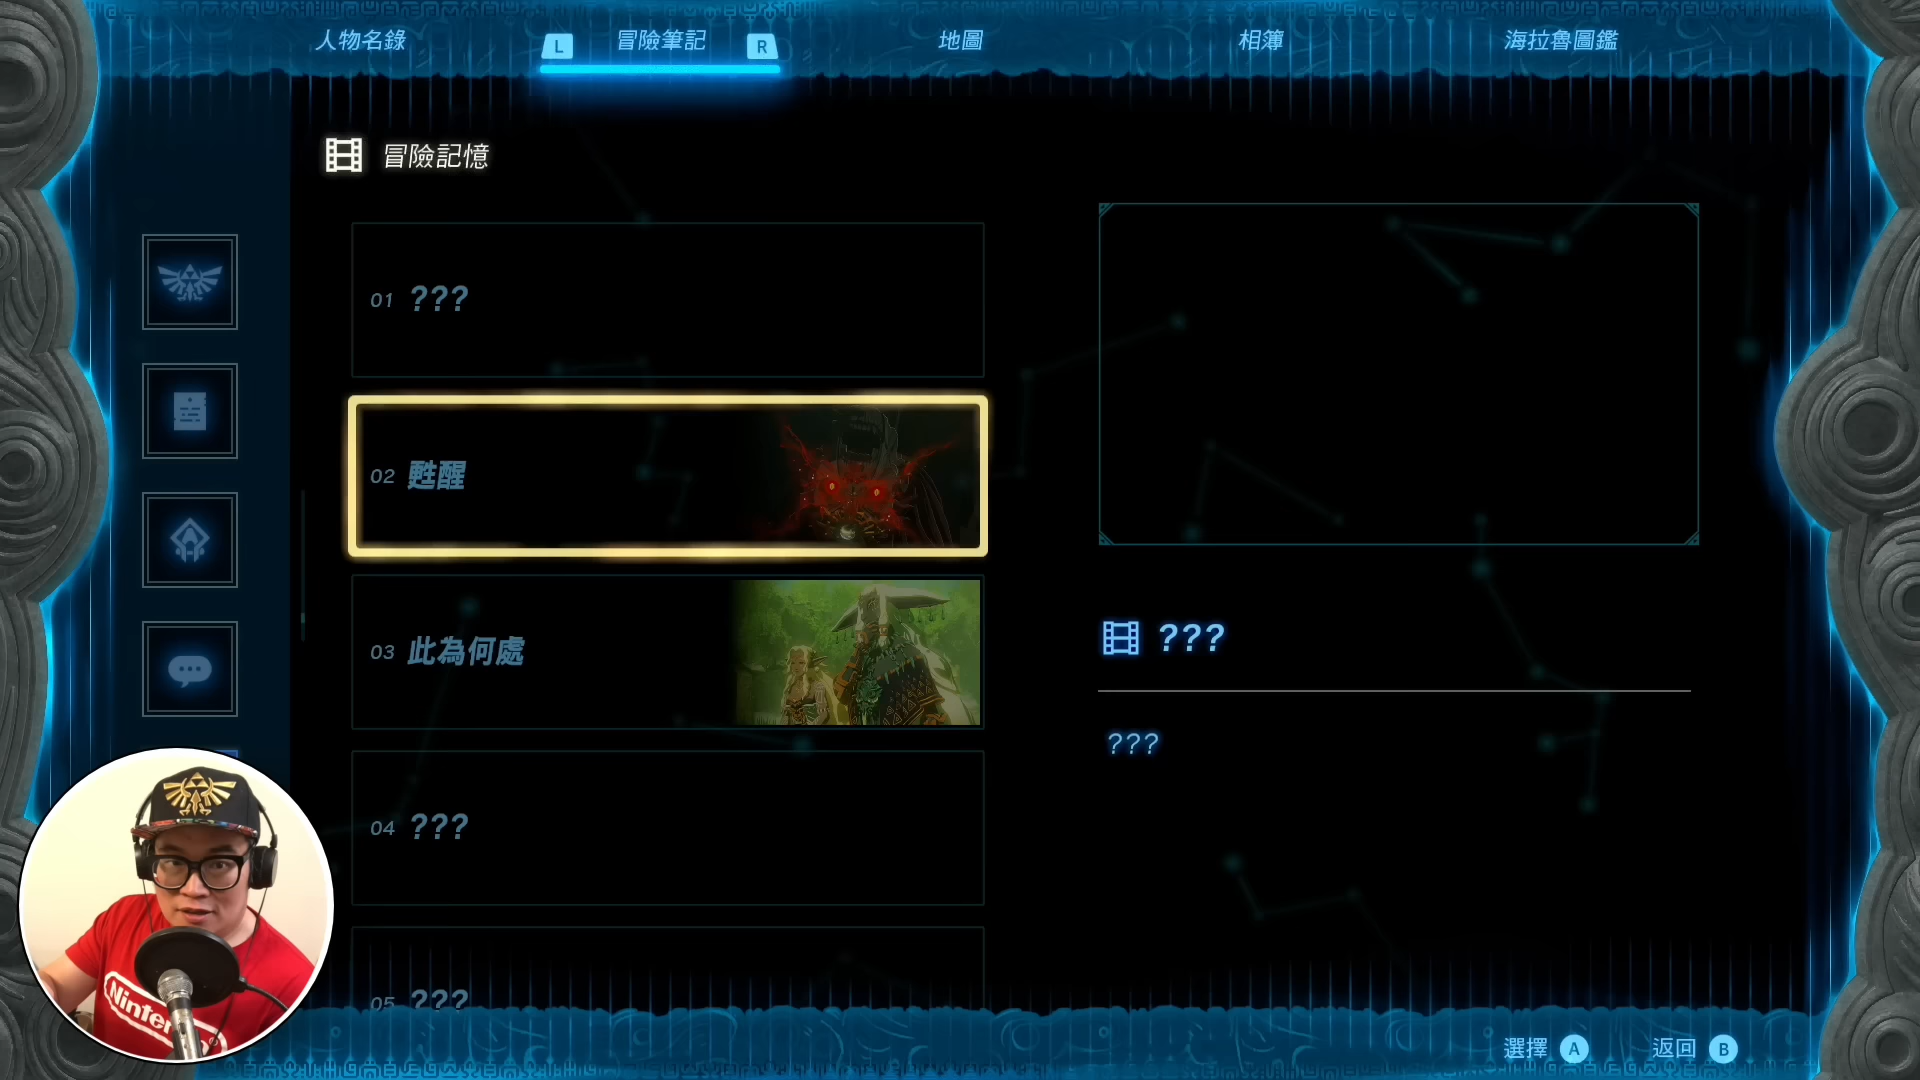 人物名錄
L 冒險筆記 R
地圖
相簿
海拉魯圖鑑
冒險記憶
01 ???
02 甦醒
03 此為何處
04 ???
05 ???
???
???
Ninten
選擇 A
返回 B